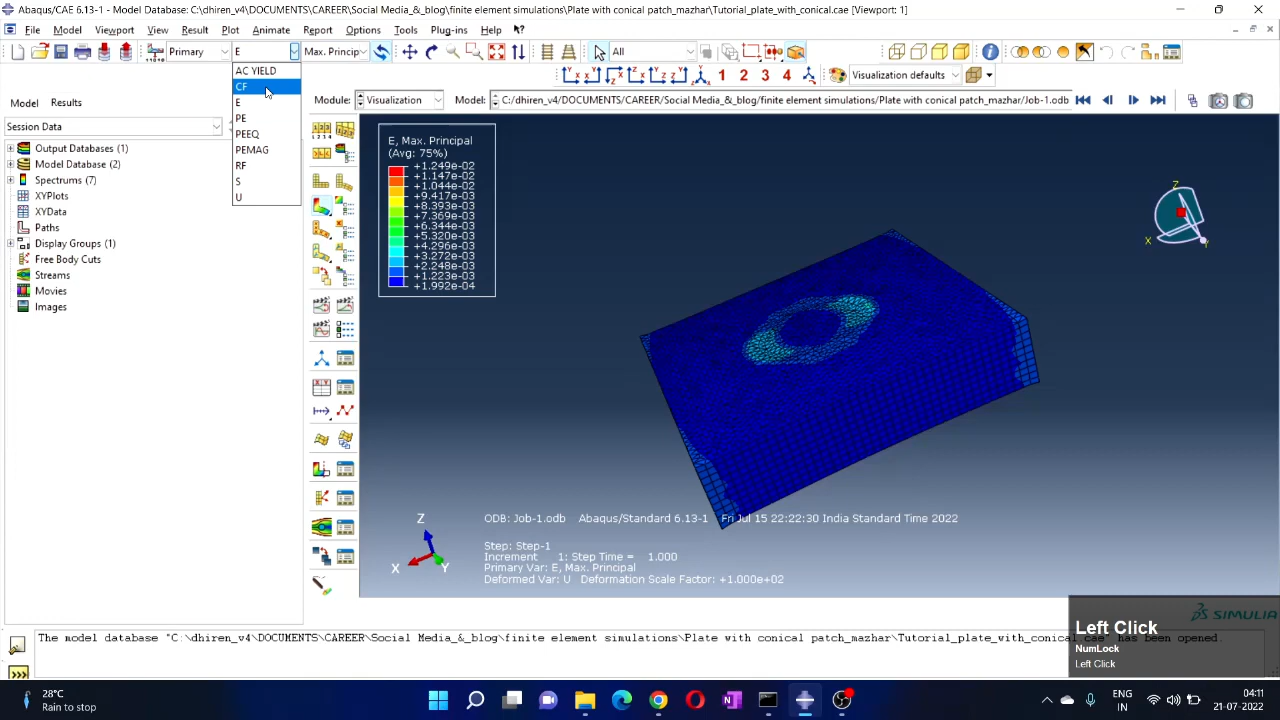 Abaqus/CAE 6.13-1 - Model Database: C:\dhiren_v4\DOCUMENTS\CAREER\Social Media_&_blog\finite element simulations\Plate with conical patch_mazhar\Tutorial_plate_with_conical.cae [Viewport: 1]
File Model Viewport View Result Plot Animate Report Options Tools Plug-ins Help
Primary E Max. Princip All
AC YIELD
CF
E
PE
PEEQ
PEMAG
RF
S
U
1 2 3 4 Visualization defaults
Model Results
Module: Visualization Model: C:/dhiren_v4/DOCUMENTS/CAREER/Social Media_&_blog/finite element simulations/Plate with conical patch_mazhar/Job-1.odb
Session Data
Output Databases (1)
Model Database (2)
Spectrums (7)
XYPlots
XYData
Paths
Display Groups (1)
Free Body Cuts
Streams
Movies
Images
E, Max. Principal
(Avg: 75%)
+1.249e-02
+1.147e-02
+1.044e-02
+9.417e-03
+8.393e-03
+7.369e-03
+6.344e-03
+5.320e-03
+4.296e-03
+3.272e-03
+2.248e-03
+1.223e-03
+1.992e-04
Z
X
Z
X
Y
ODB: Job-1.odb Abaqus/Standard 6.13-1 Fri Jul 15 22:12:30 India Standard Time 2022
Step: Step-1
Increment 1: Step Time = 1.000
Primary Var: E, Max. Principal
Deformed Var: U Deformation Scale Factor: +1.000e+02
SIMULIA
The model database "C:\dhiren_v4\DOCUMENTS\CAREER\Social Media_&_blog\finite element simulations\Plate with conical patch_mazhar\Tutorial_plate_with_conical.cae" has been opened.
Left Click
NumLock
Left Click
>>>
28°C
Rain to stop
ENG
IN
04:11
21-07-2022